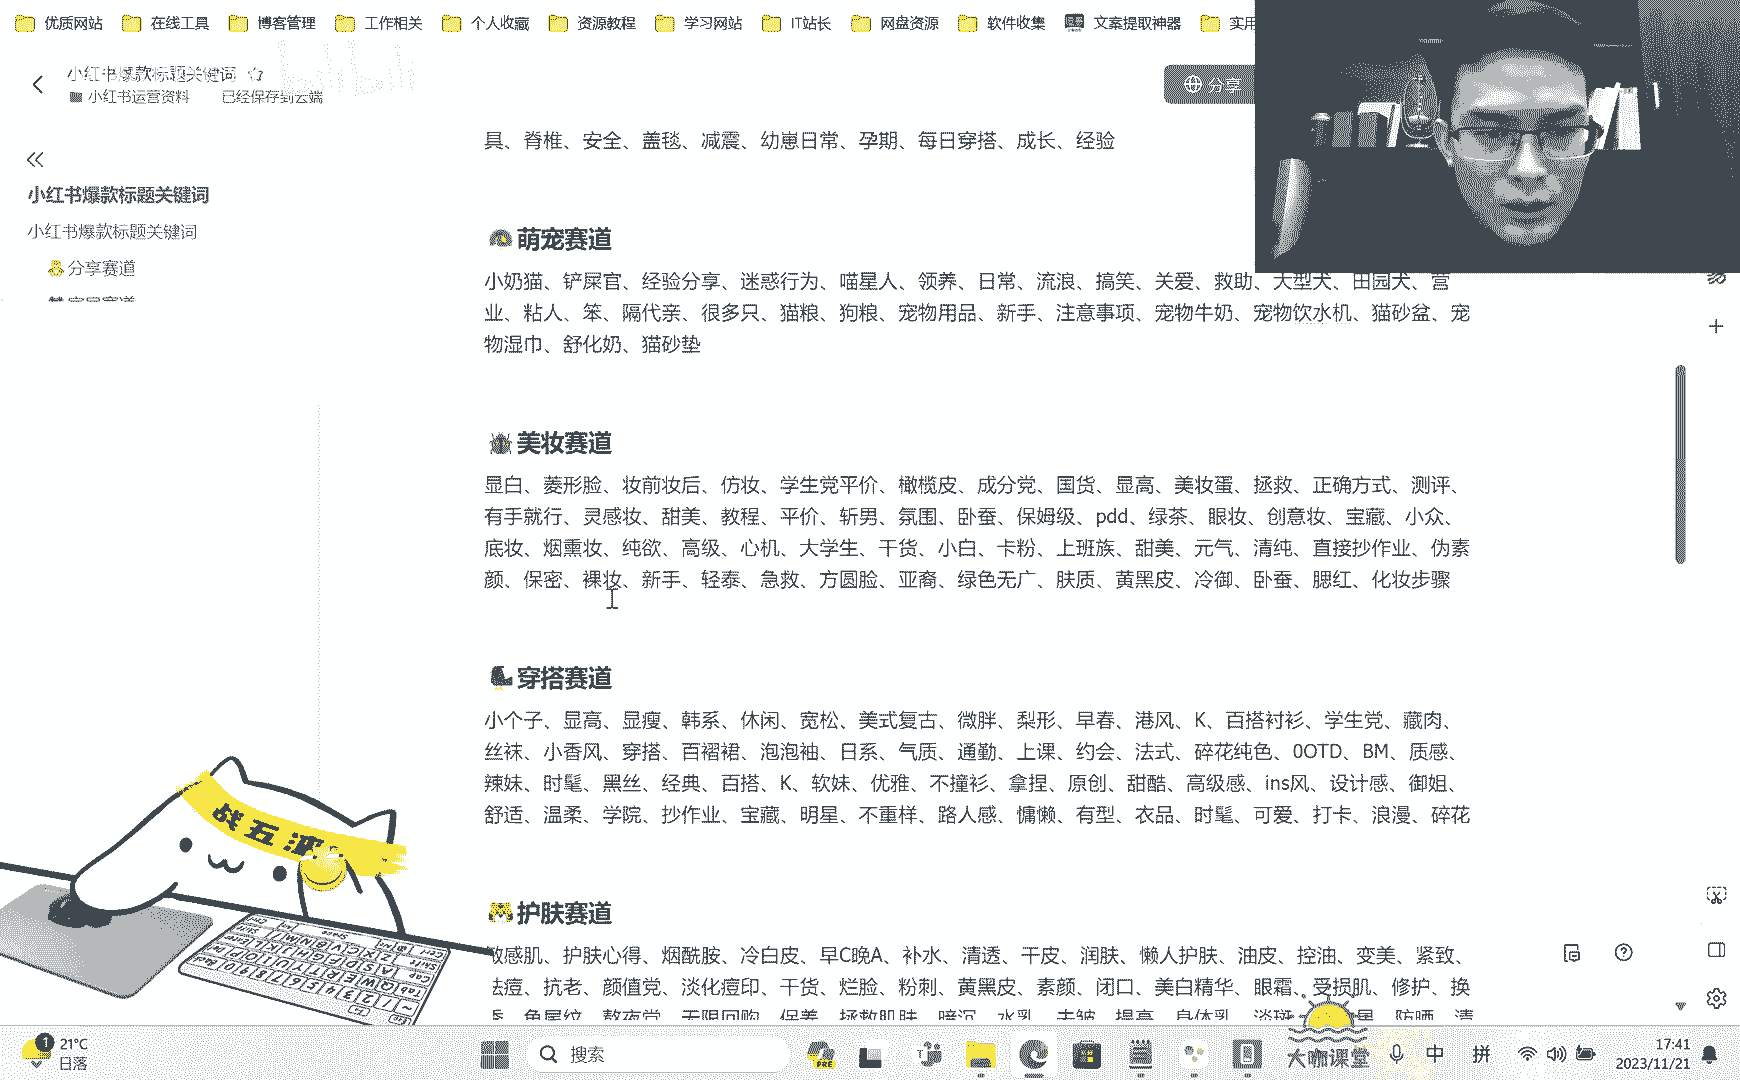 优质网站 在线工具 博客管理 工作相关 个人收藏 资源教程 学习网站 IT站长 网盘资源 软件收集 文案提取神器 实用
小红书爆款标题关键词
小红书运营资料 已经保存到云端
分享
小红书爆款标题关键词
小红书爆款标题关键词
分享赛道
具、脊椎、安全、盖毯、减震、幼崽日常、孕期、每日穿搭、成长、经验
萌宠赛道
小奶猫、铲屎官、经验分享、迷惑行为、喵星人、领养、日常、流浪、搞笑、关爱、救助、大型犬、田园犬、营
业、粘人、笨、隔代亲、很多只、猫粮、狗粮、宠物用品、新手、注意事项、宠物牛奶、宠物饮水机、猫砂盆、宠
物湿巾、舒化奶、猫砂垫
美妆赛道
显白、菱形脸、妆前妆后、仿妆、学生党平价、橄榄皮、成分党、国货、显高、美妆蛋、拯救、正确方式、测评、
有手就行、灵感妆、甜美、教程、平价、斩男、氛围、卧蚕、保姆级、pdd、绿茶、眼妆、创意妆、宝藏、小众、
底妆、烟熏妆、纯欲、高级、心机、大学生、干货、小白、卡粉、上班族、甜美、元气、清纯、直接抄作业、伪素
颜、保密、裸妆、新手、轻泰、急救、方圆脸、亚裔、绿色无广、肤质、黄黑皮、冷御、卧蚕、腮红、化妆步骤
穿搭赛道
小个子、显高、显瘦、韩系、休闲、宽松、美式复古、微胖、梨形、早春、港风、K、百搭衬衫、学生党、藏肉、
丝袜、小香风、穿搭、百褶裙、泡泡袖、日系、气质、通勤、上课、约会、法式、碎花纯色、0OTD、BM、质感、
辣妹、时髦、黑丝、经典、百搭、K、软妹、优雅、不撞衫、拿捏、原创、甜酷、高级感、ins风、设计感、御姐、
舒适、温柔、学院、抄作业、宝藏、明星、不重样、路人感、慵懒、有型、衣品、时髦、可爱、打卡、浪漫、碎花
护肤赛道
敏感肌、护肤心得、烟酰胺、冷白皮、早C晚A、补水、清透、干皮、润肤、懒人护肤、油皮、控油、变美、紧致、
祛痘、抗老、颜值党、淡化痘印、干货、烂脸、粉刺、黄黑皮、素颜、闭口、美白精华、眼霜、受损肌、修护、换
战五渣
大咖课堂
1
21°C
日落
搜索
PRE
中 拼
17:41
2023/11/21